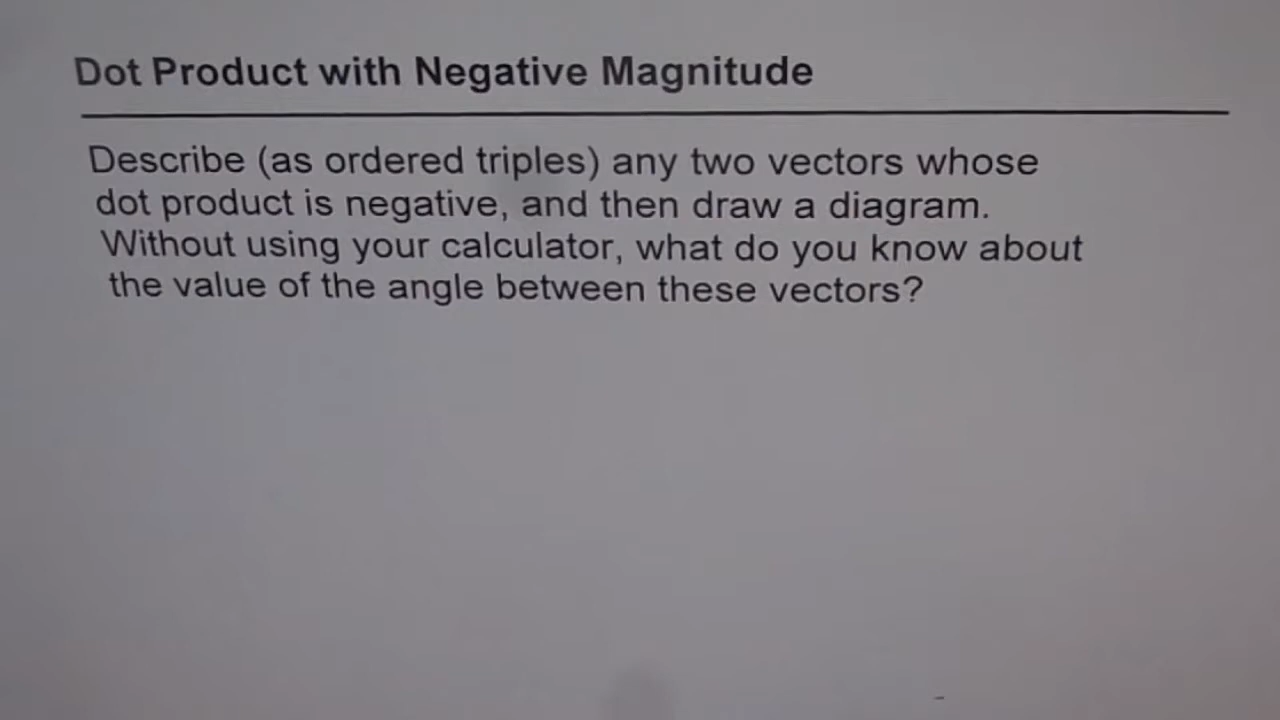 Dot Product with Negative Magnitude
Describe (as ordered triples) any two vectors whose
dot product is negative, and then draw a diagram.
Without using your calculator, what do you know about
the value of the angle between these vectors?